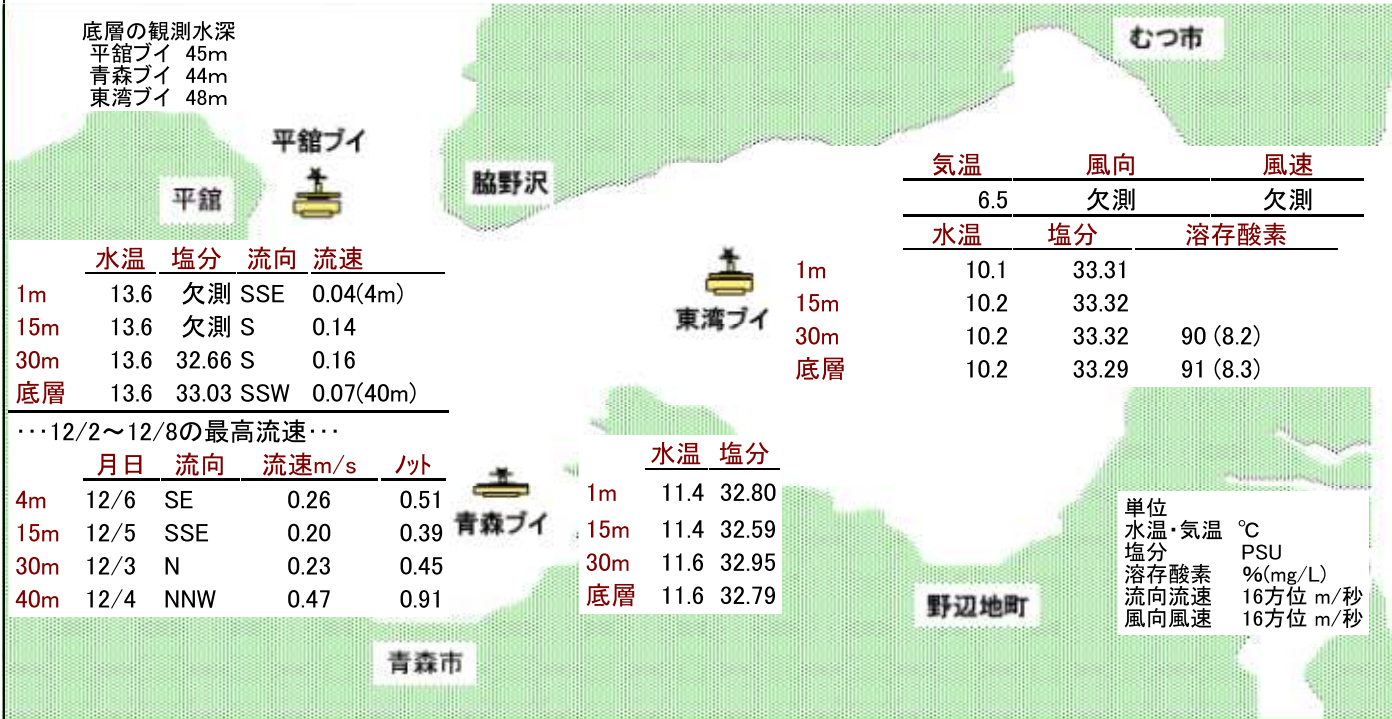 底層の観測水深
平舘ブイ 45m
青森ブイ 44m
東湾ブイ 48m
むつ市
平舘ブイ
平舘
脇野沢
気温 風向 風速
6.5 欠測 欠測
水温 塩分 溶存酸素
1m 10.1 33.31
15m 10.2 33.32
30m 10.2 33.32 90 (8.2)
底層 10.2 33.29 91 (8.3)
東湾ブイ
水温 塩分 流向 流速
1m 13.6 欠測 SSE 0.04(4m)
15m 13.6 欠測 S 0.14
30m 13.6 32.66 S 0.16
底層 13.6 33.03 SSW 0.07(40m)
･･･12/2～12/8の最高流速･･･
月日 流向 流速m/s ノット
4m 12/6 SE 0.26 0.51
15m 12/5 SSE 0.20 0.39
30m 12/3 N 0.23 0.45
40m 12/4 NNW 0.47 0.91
青森ブイ
水温 塩分
1m 11.4 32.80
15m 11.4 32.59
30m 11.6 32.95
底層 11.6 32.79
単位
水温・気温 ℃
塩分 PSU
溶存酸素 %(mg/L)
流向流速 16方位 m/秒
風向風速 16方位 m/秒
野辺地町
青森市